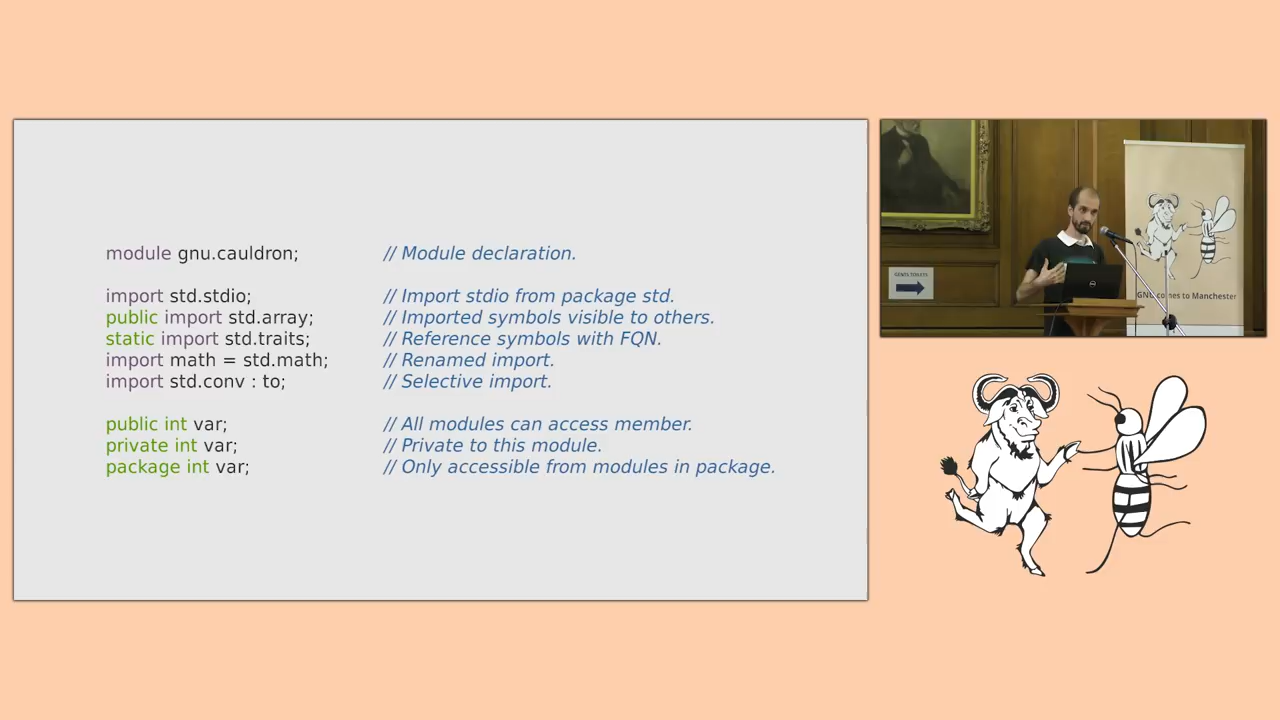 module gnu.cauldron; // Module declaration.
import std.stdio; // Import stdio from package std.
public import std.array; // Imported symbols visible to others.
static import std.traits; // Reference symbols with FQN.
import math = std.math; // Renamed import.
import std.conv : to; // Selective import.
public int var; // All modules can access member.
private int var; // Private to this module.
package int var; // Only accessible from modules in package.
GENTS TOILETS
comes to Manchester